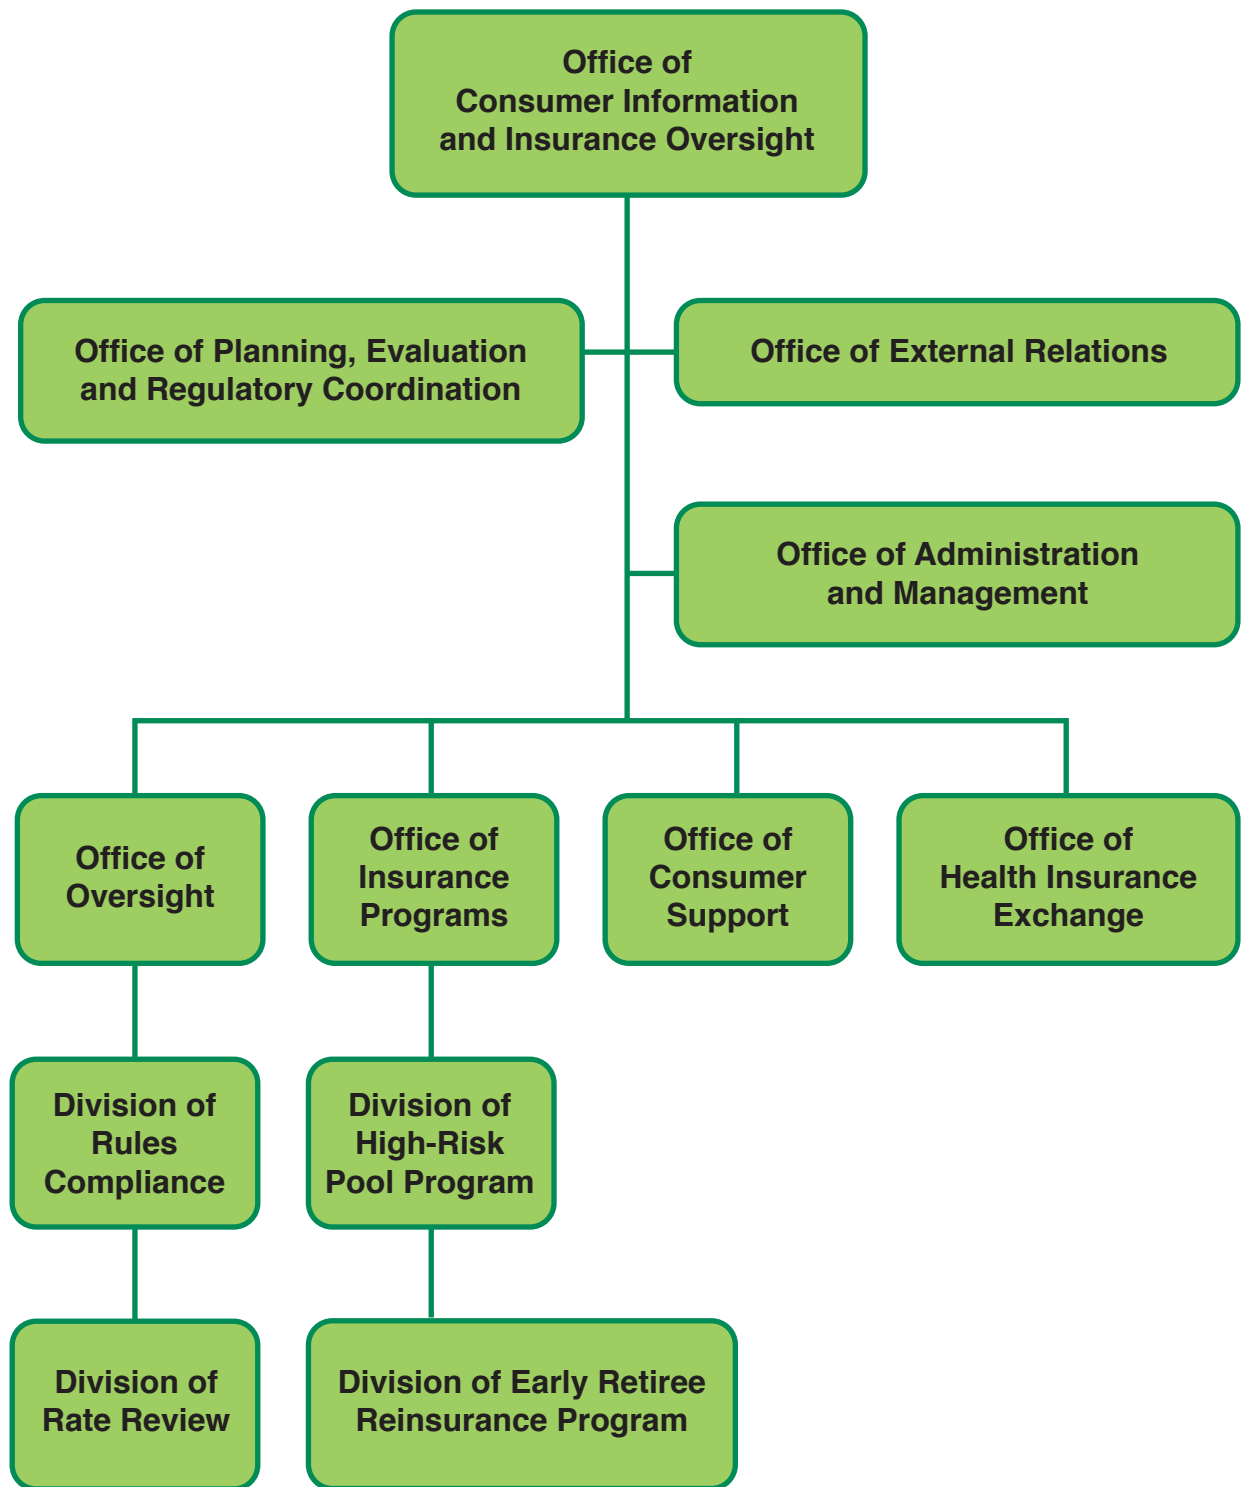 Office of
Consumer Information
and Insurance Oversight
Office of Planning, Evaluation
and Regulatory Coordination
Office of External Relations
Office of Administration
and Management
Office of
Oversight
Office of
Insurance
Programs
Office of
Consumer
Support
Office of
Health Insurance
Exchange
Division of
Rules
Compliance
Division of
High-Risk
Pool Program
Division of
Rate Review
Division of Early Retiree
Reinsurance Program